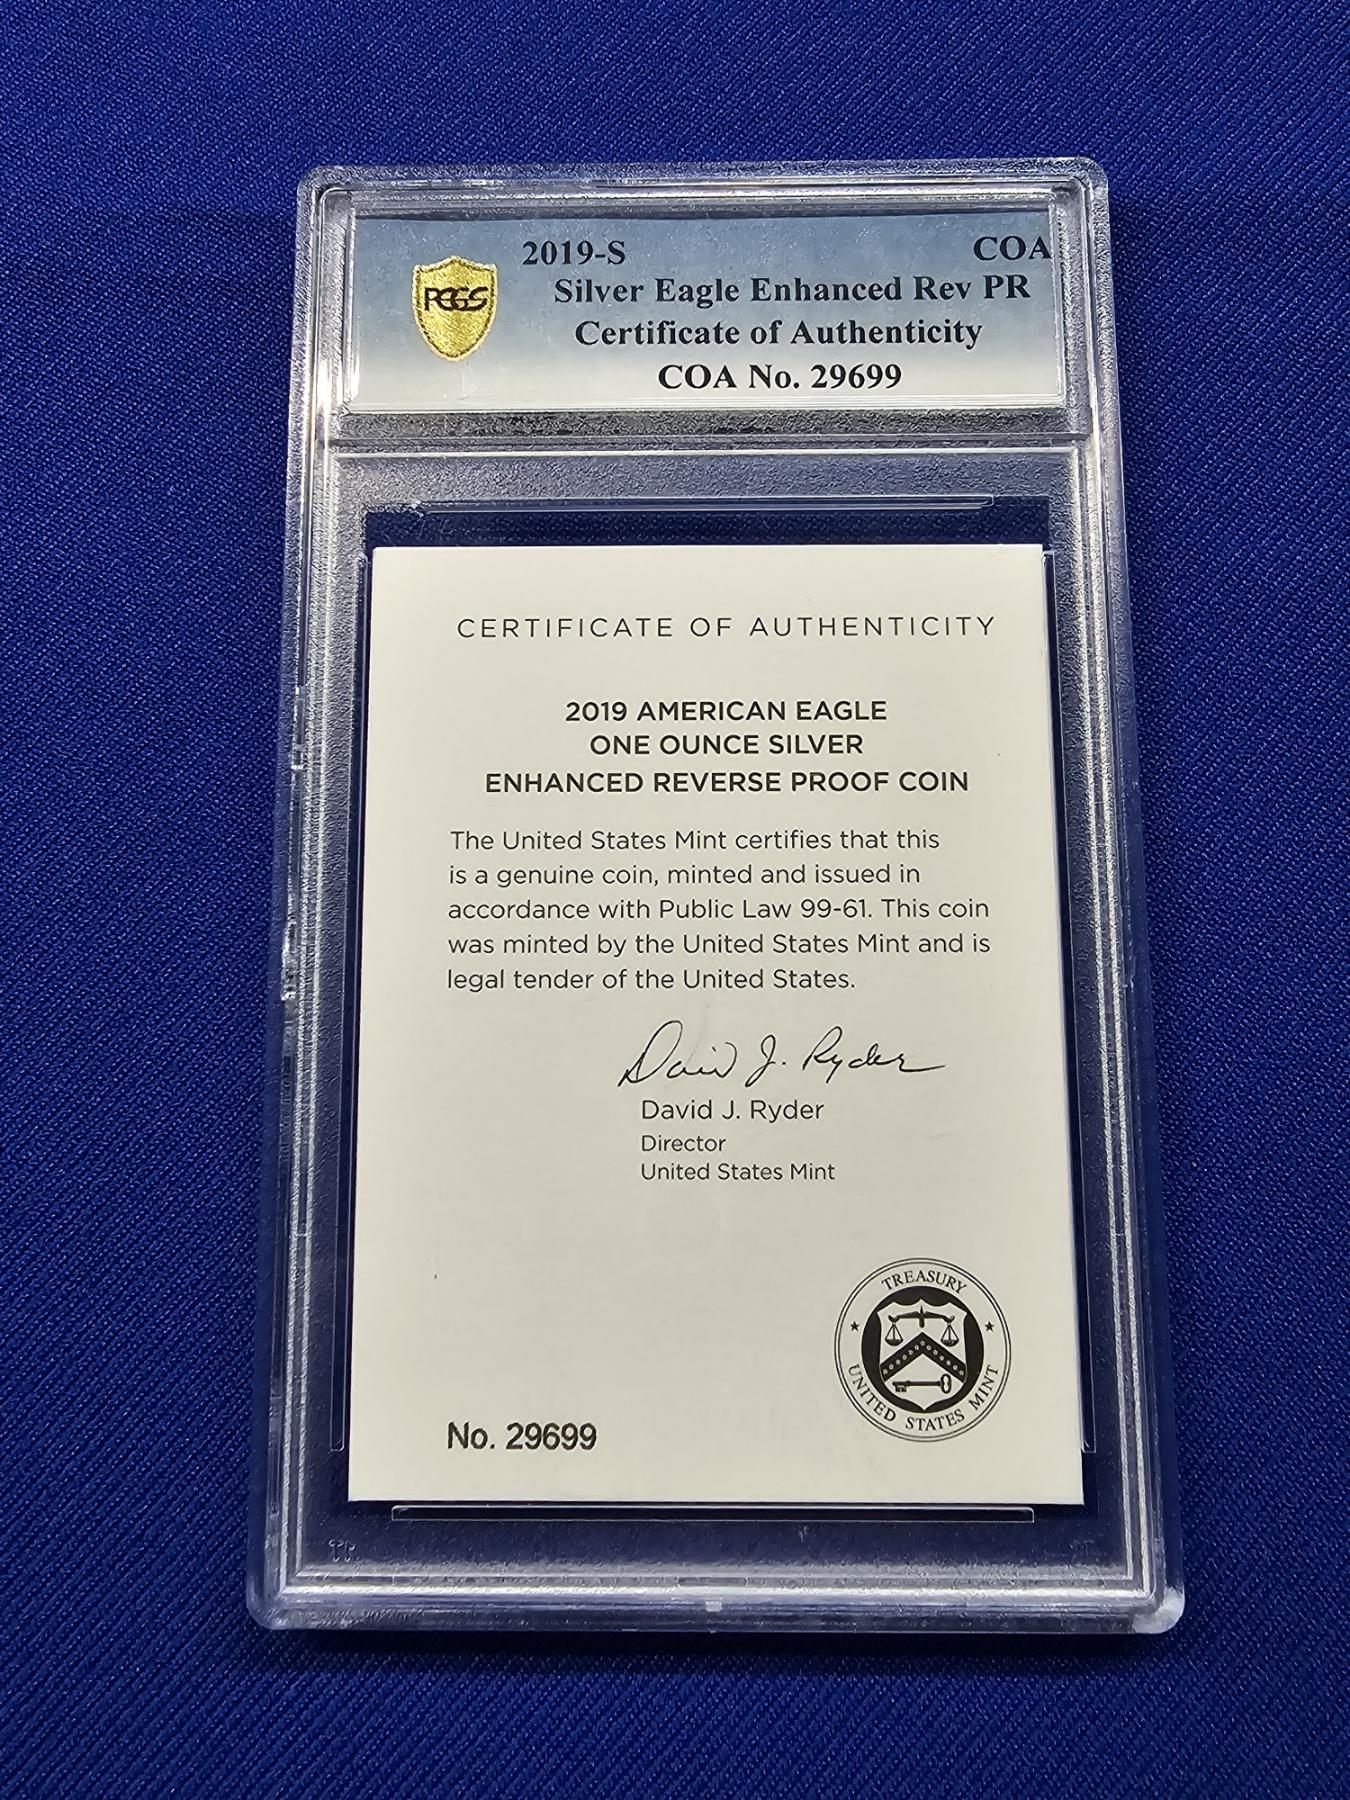 PCGS
2019-S COA
Silver Eagle Enhanced Rev PR
Certificate of Authenticity
COA No. 29699
CERTIFICATE OF AUTHENTICITY
2019 AMERICAN EAGLE
ONE OUNCE SILVER
ENHANCED REVERSE PROOF COIN
The United States Mint certifies that this
is a genuine coin, minted and issued in
accordance with Public Law 99-61. This coin
was minted by the United States Mint and is
legal tender of the United States.
David J. Ryder
David J. Ryder
Director
United States Mint
TREASURY
UNITED STATES MINT
No. 29699